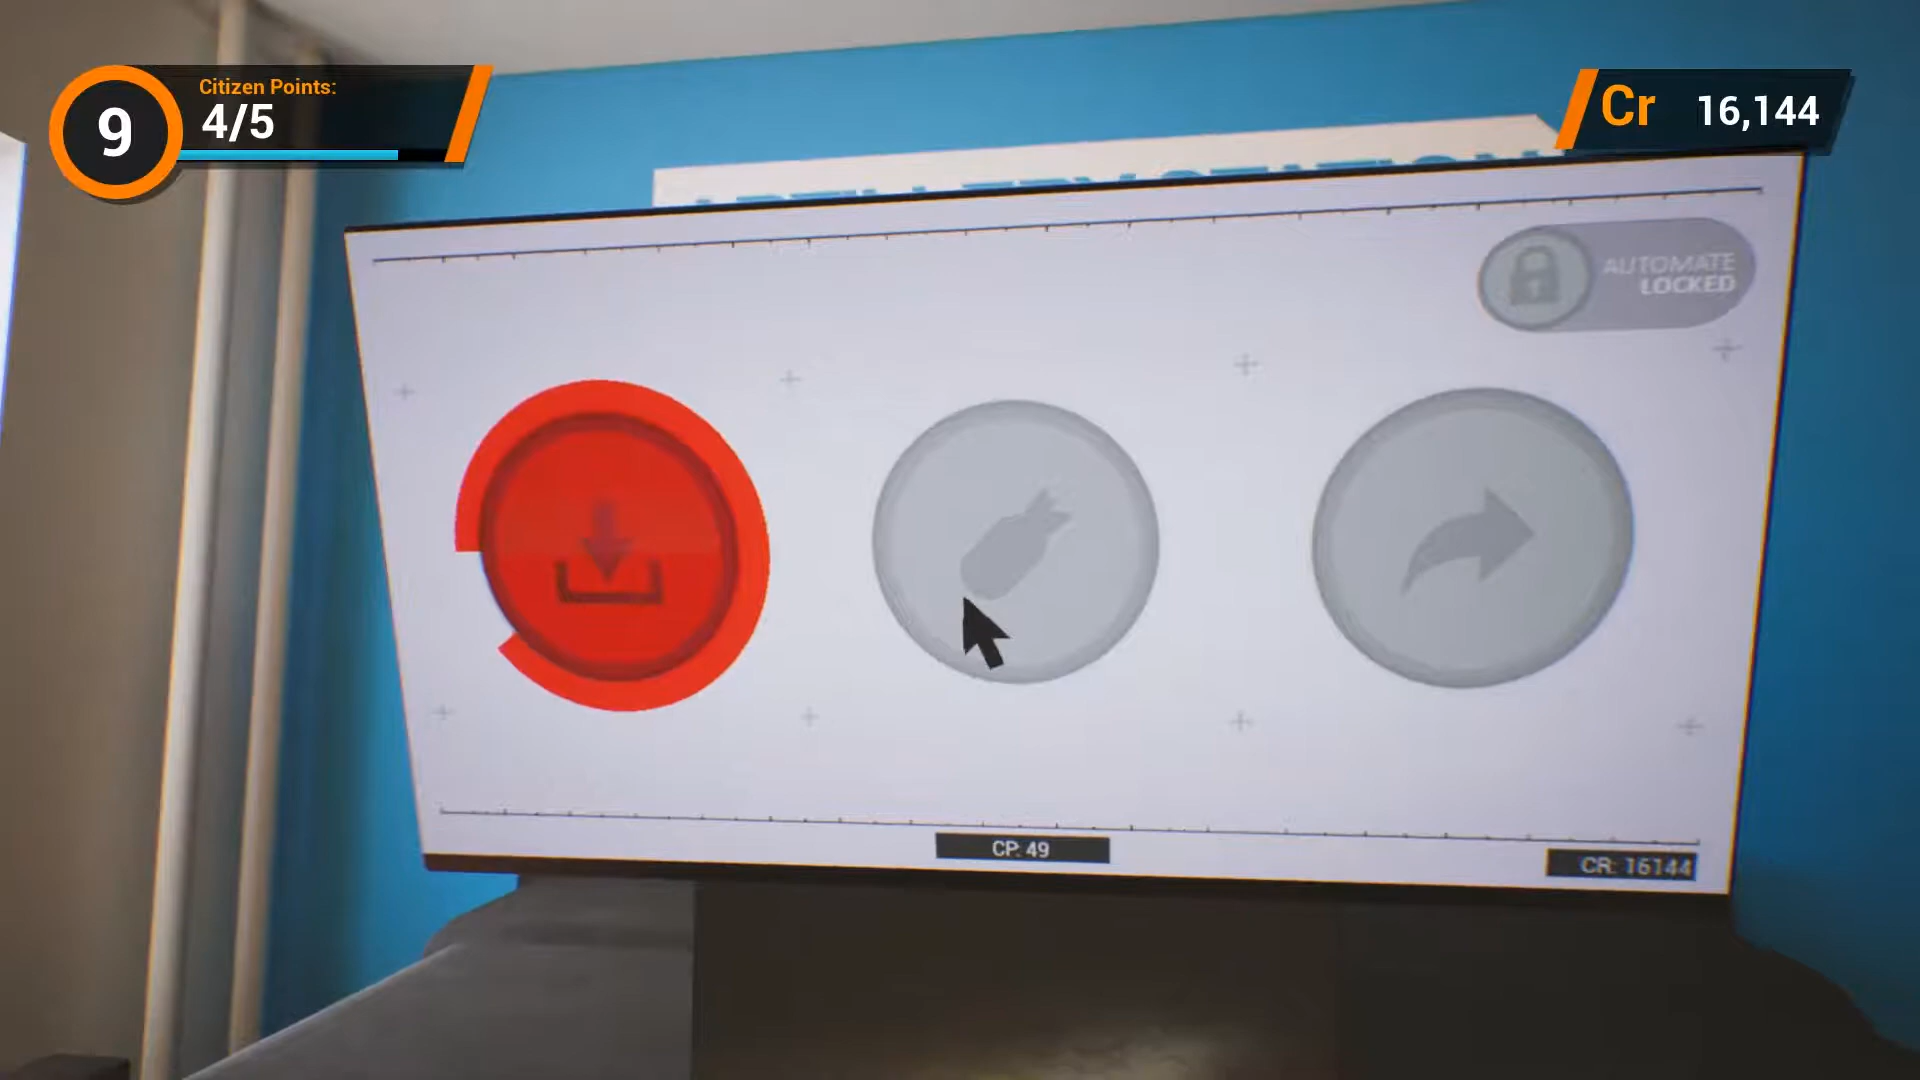 9
Citizen Points:
4/5
Cr 16,144
AUTOMATE
LOCKED
CP: 49
CR: 16144